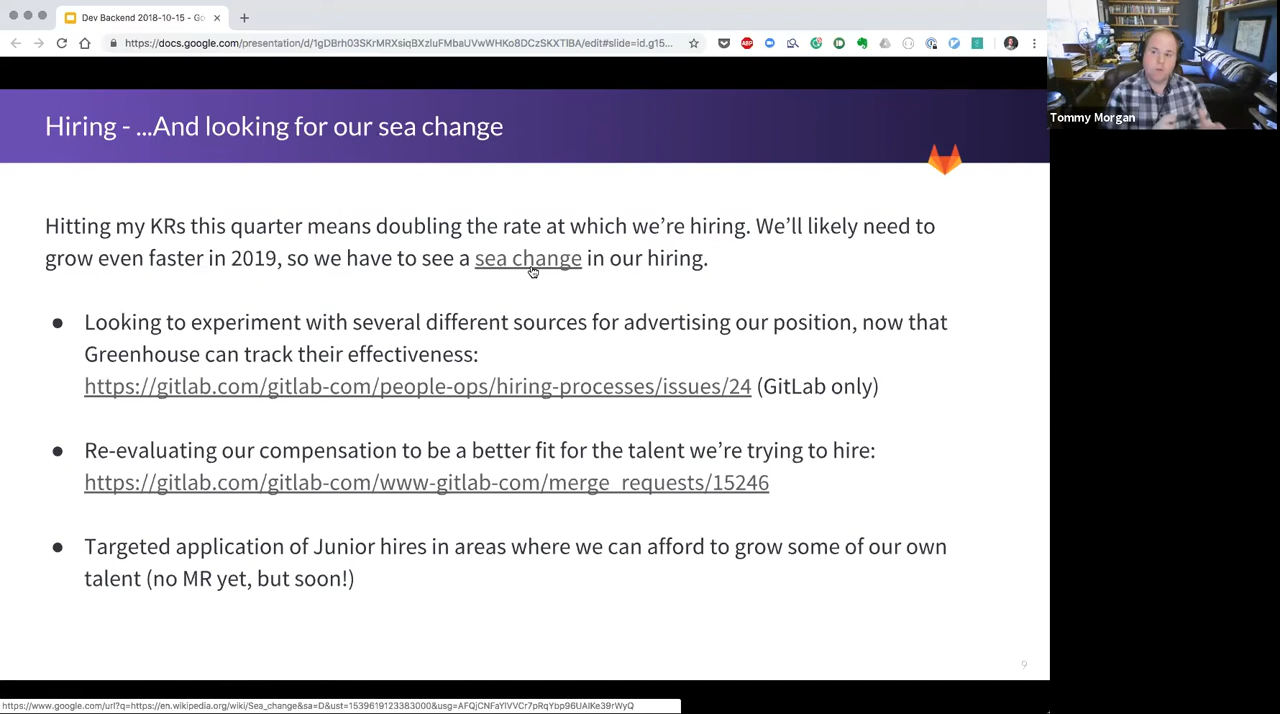 Dev Backend 2018-10-15 - Go
https://docs.google.com/presentation/d/1gDBrh03SKrMRXsiqBXzluFMbaUVwWHKo8DCzSKXTlBA/edit#slide=id.g15...
Tommy Morgan
Hiring - ...And looking for our sea change
Hitting my KRs this quarter means doubling the rate at which we’re hiring. We’ll likely need to
grow even faster in 2019, so we have to see a sea change in our hiring.
● Looking to experiment with several different sources for advertising our position, now that
Greenhouse can track their effectiveness:
https://gitlab.com/gitlab-com/people-ops/hiring-processes/issues/24 (GitLab only)
● Re-evaluating our compensation to be a better fit for the talent we’re trying to hire:
https://gitlab.com/gitlab-com/www-gitlab-com/merge_requests/15246
● Targeted application of Junior hires in areas where we can afford to grow some of our own
talent (no MR yet, but soon!)
9
https://www.google.com/url?q=https://en.wikipedia.org/wiki/Sea_change&sa=D&ust=1539619123383000&usg=AFQjCNFaYlVVCr7pRqYbp96UAlKe39rWyQ